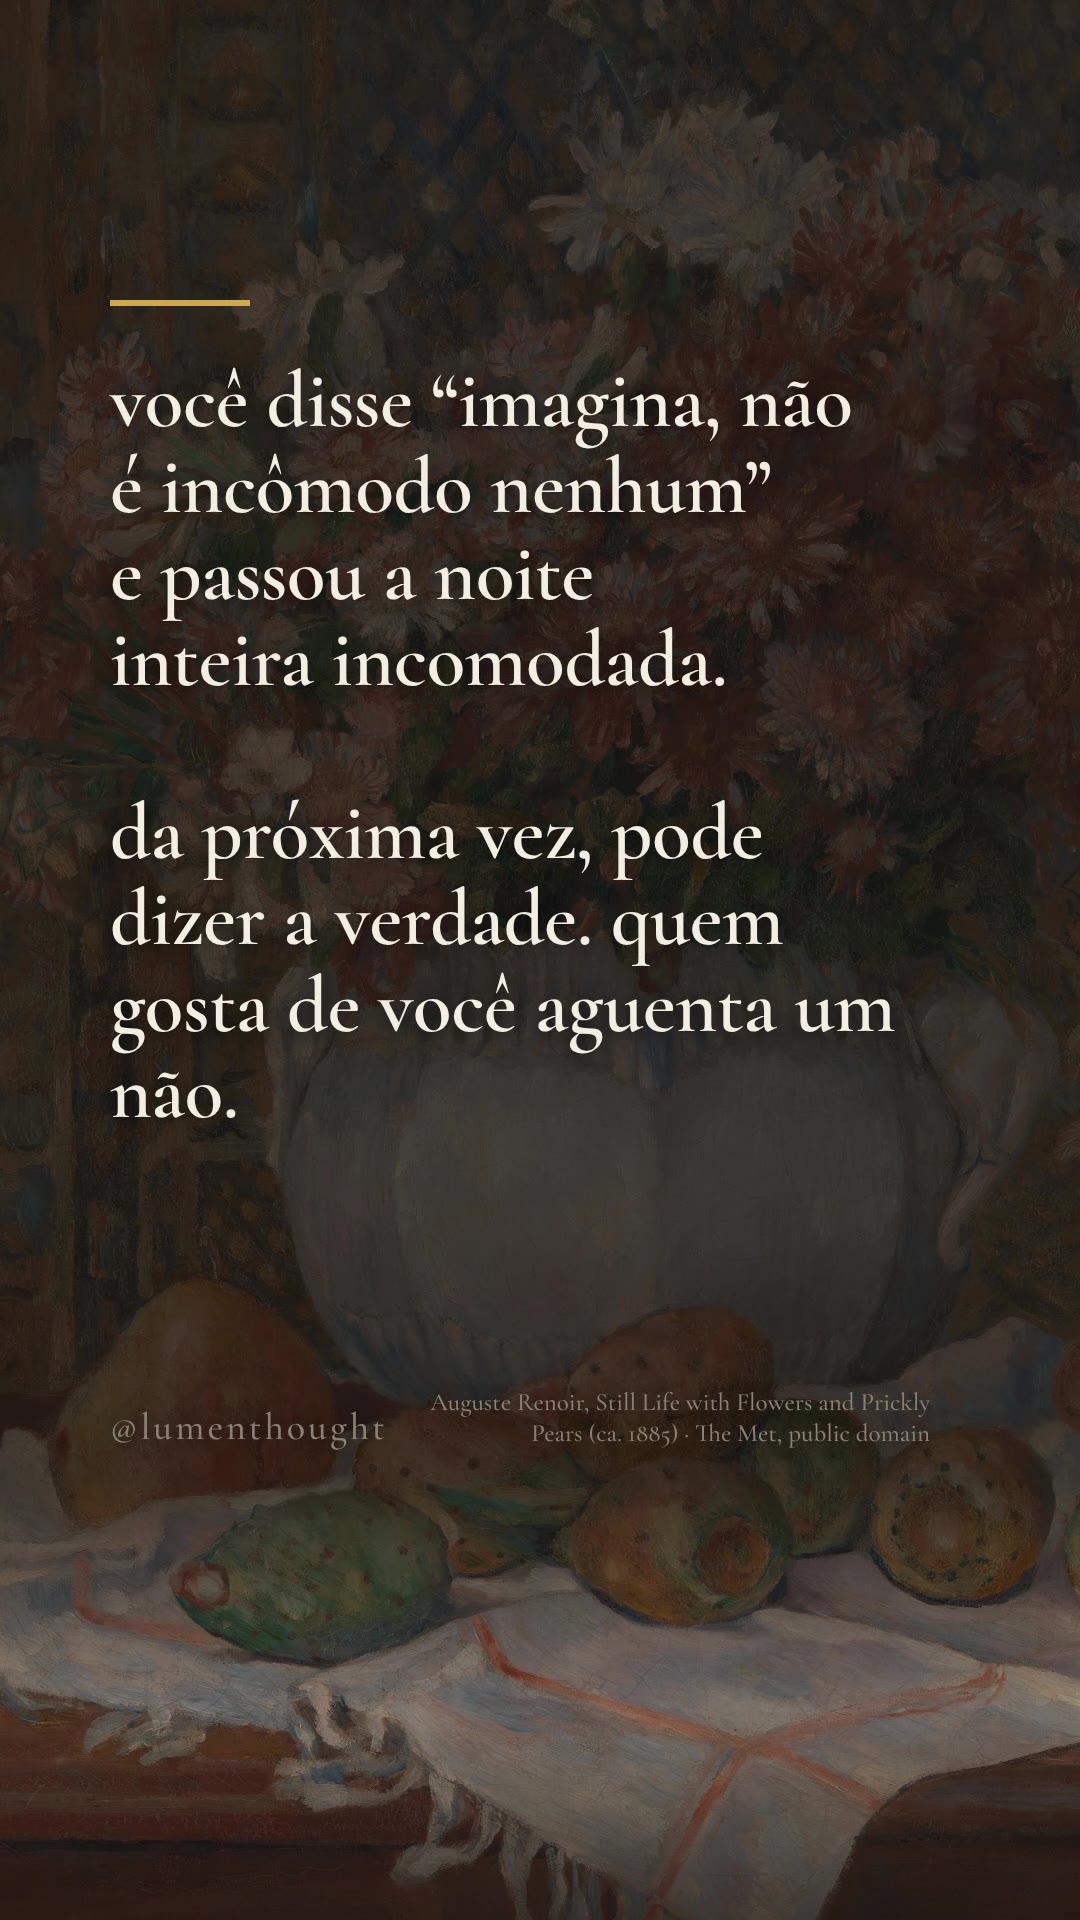 você disse “imagina, não
é incômodo nenhum”
e passou a noite
inteira incomodada.
da próxima vez, pode
dizer a verdade. quem
gosta de você aguenta um
não.
@lumenthought
Auguste Renoir, Still Life with Flowers and Prickly
Pears (ca. 1885) · The Met, public domain